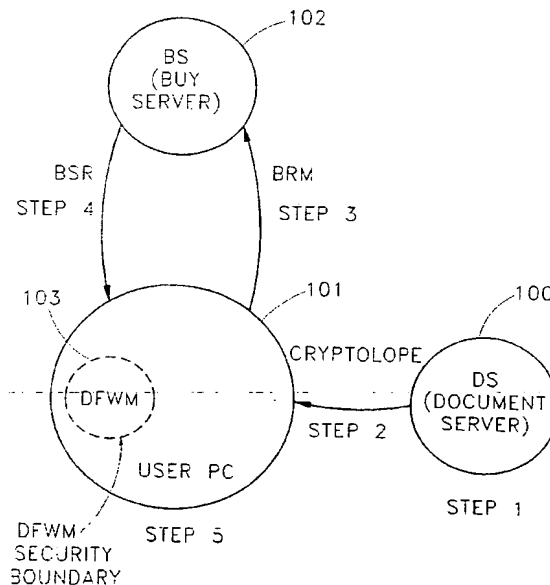 102
BS
(BUY
SERVER)
BSR
STEP 4
BRM
STEP 3
103
101
100
CRYPTOLOPE
DFWM
DS
(DOCUMENT
SERVER)
STEP 2
USER PC
STEP 5
STEP 1
DFWM
SECURITY
BOUNDARY